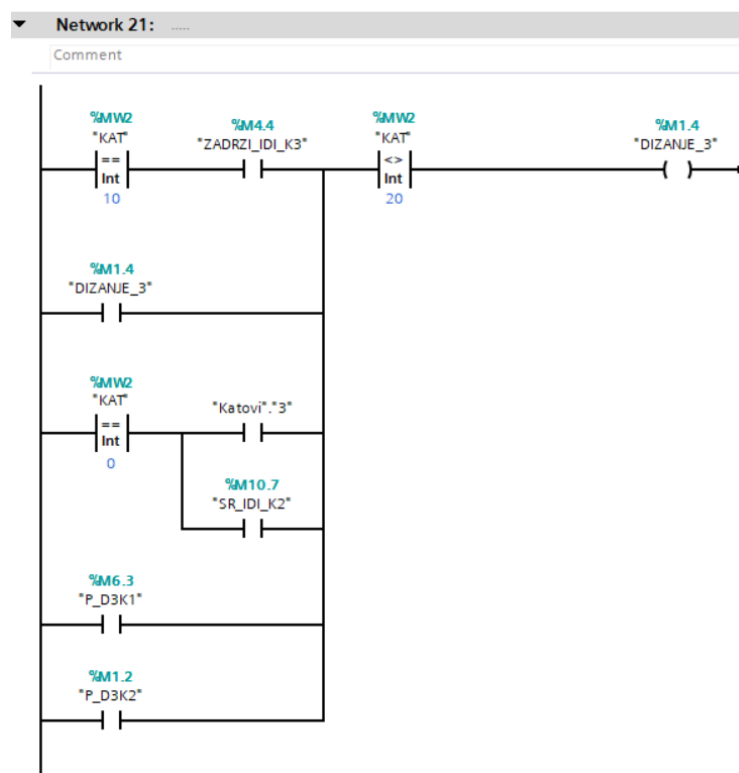 Network 21: .....
Comment
%MW2
"KAT"
==
Int
10
%M4.4
"ZADRZI_IDI_K3"
%MW2
"KAT"
<>
Int
20
%M1.4
"DIZANJE_3"
%M1.4
"DIZANJE_3"
%MW2
"KAT"
==
Int
0
"Katovi"."3"
%M10.7
"SR_IDI_K2"
%M6.3
"P_D3K1"
%M1.2
"P_D3K2"